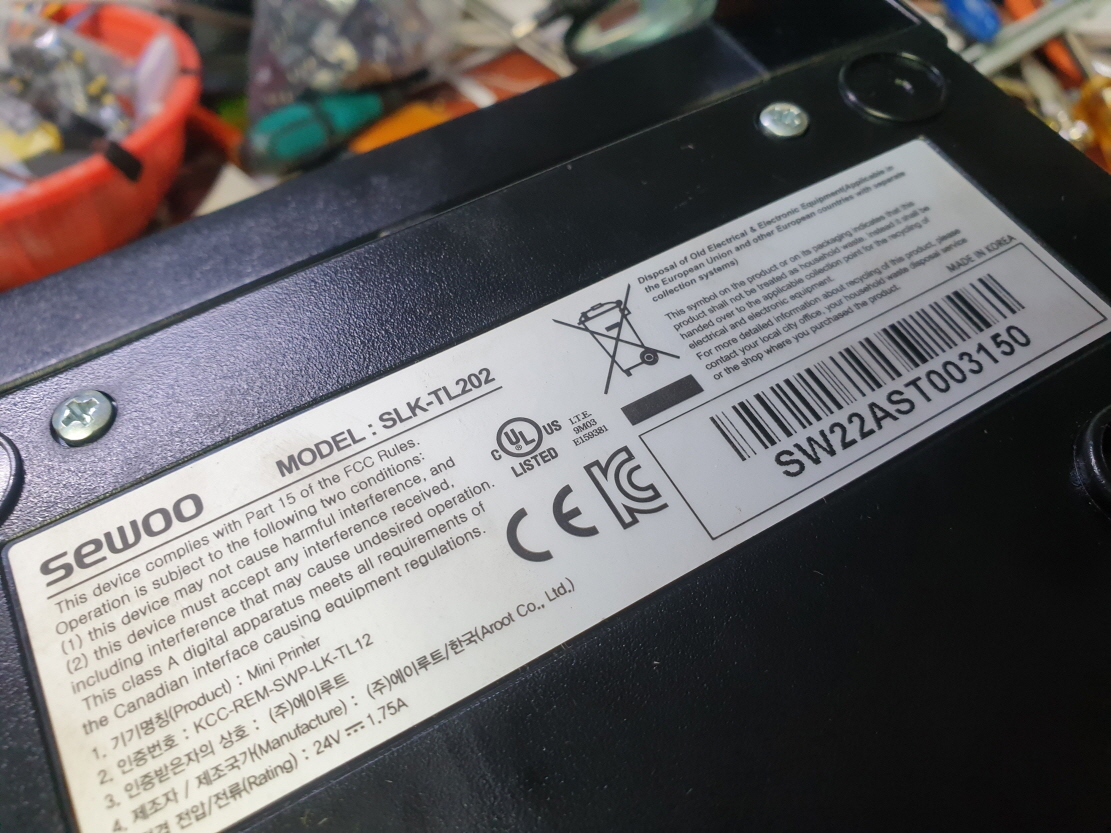 sewoo
MODEL : SLK-TL202
This device complies with Part 15 of the FCC Rules.
Operation is subject to the following two conditions:
(1) this device may not cause harmful interference, and
(2) this device must accept any interference received,
including interference that may cause undesired operation.
This class A digital apparatus meets all requirements of
the Canadian interface causing equipment regulations.
1. 기기명칭(Product) : Mini Printer
2. 인증번호 : KCC-REM-SWP-LK-TL12
3. 인증받은자의 상호 : (주)에이루트
4. 제조자 / 제조국가(Manufacture) : (주)에이루트/한국(Aroot Co., Ltd.)
전압/전류(Rating) : 24V 1.75A
C UL US
LISTED
I.T.E.
9M03
E159381
CE
Disposal of Old Electrical & Electronic Equipment(Applicable in
the European Union and other European countries with separate
collection systems)
This symbol on the product or on its packaging indicates that this
product shall not be treated as household waste. Instead it shall be
handed over to the applicable collection point for the recycling of
electrical and electronic equipment.
For more detailed information about recycling of this product, please
contact your local city office, your household waste disposal service
or the shop where you purchased the product.
MADE IN KOREA
SW22AST003150